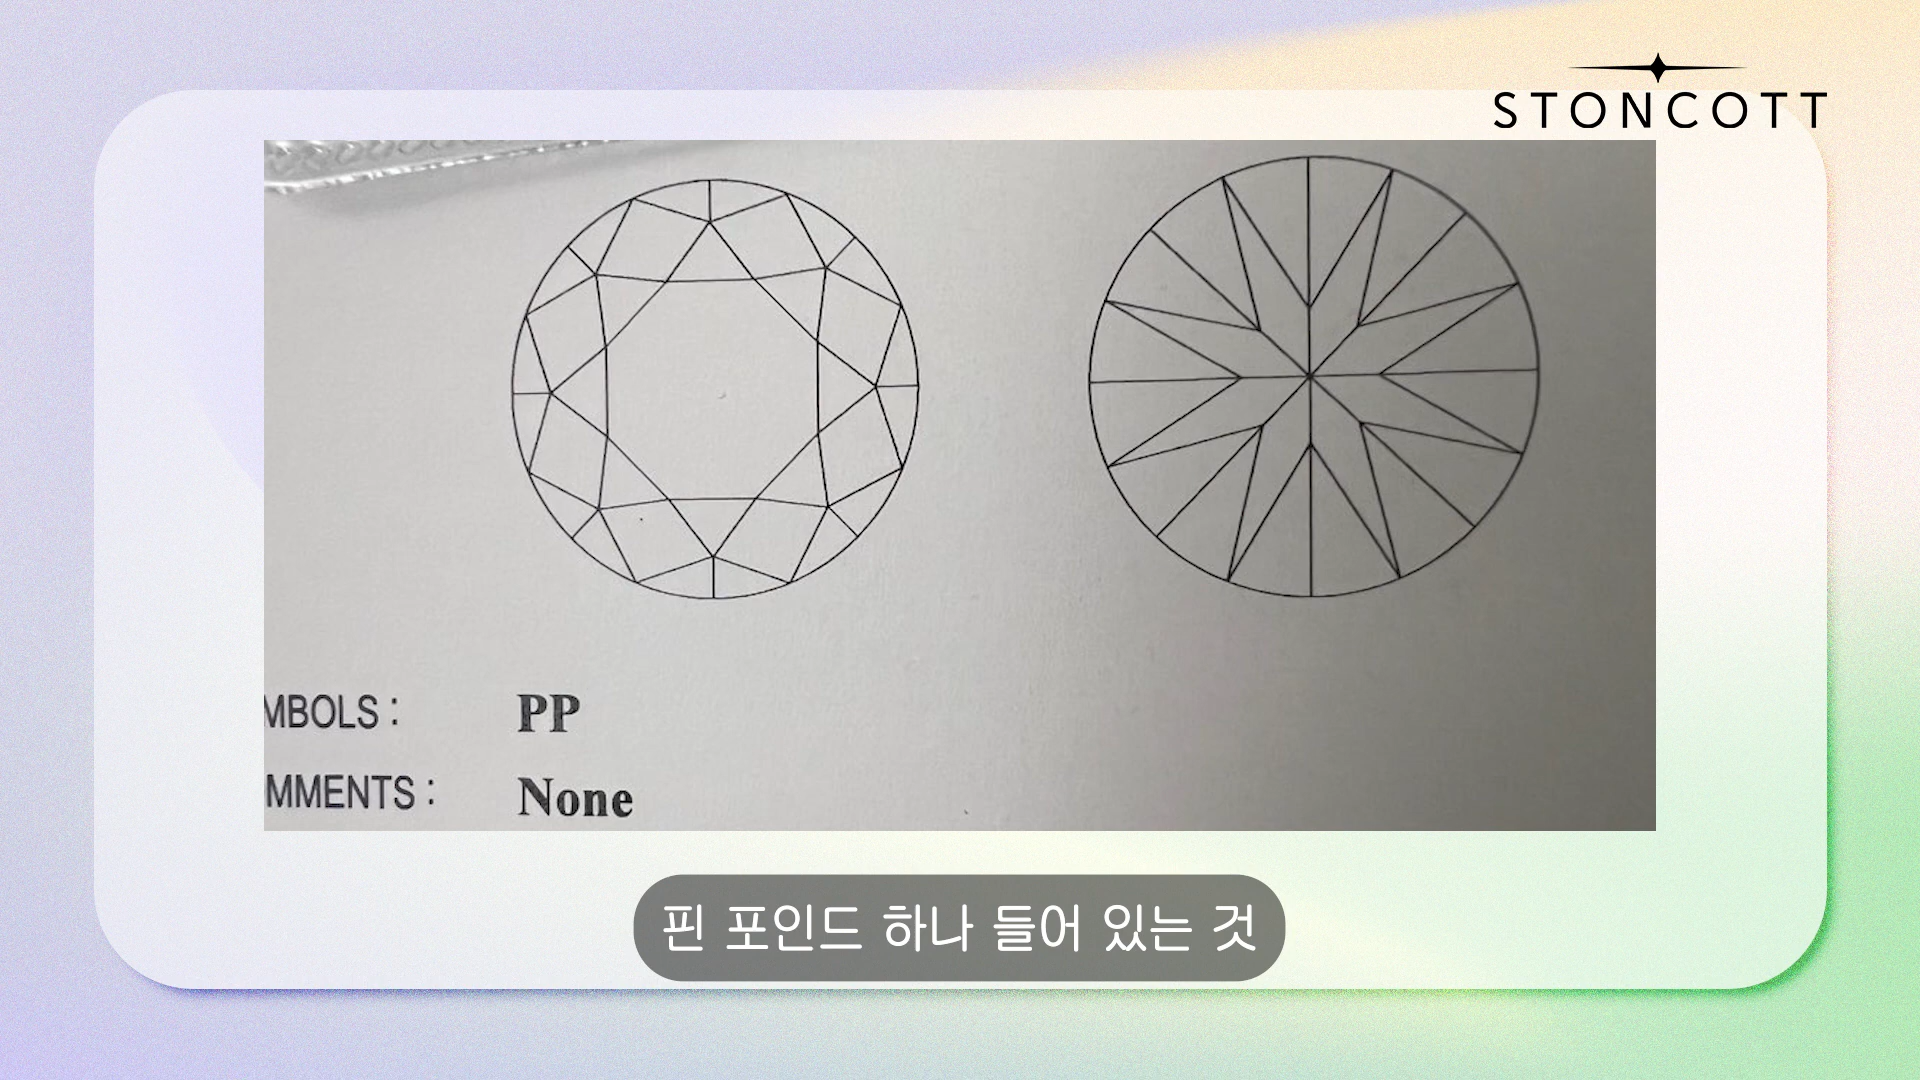 STONCOTT
MBOLS : PP
MMENTS : None
핀 포인드 하나 들어 있는 것